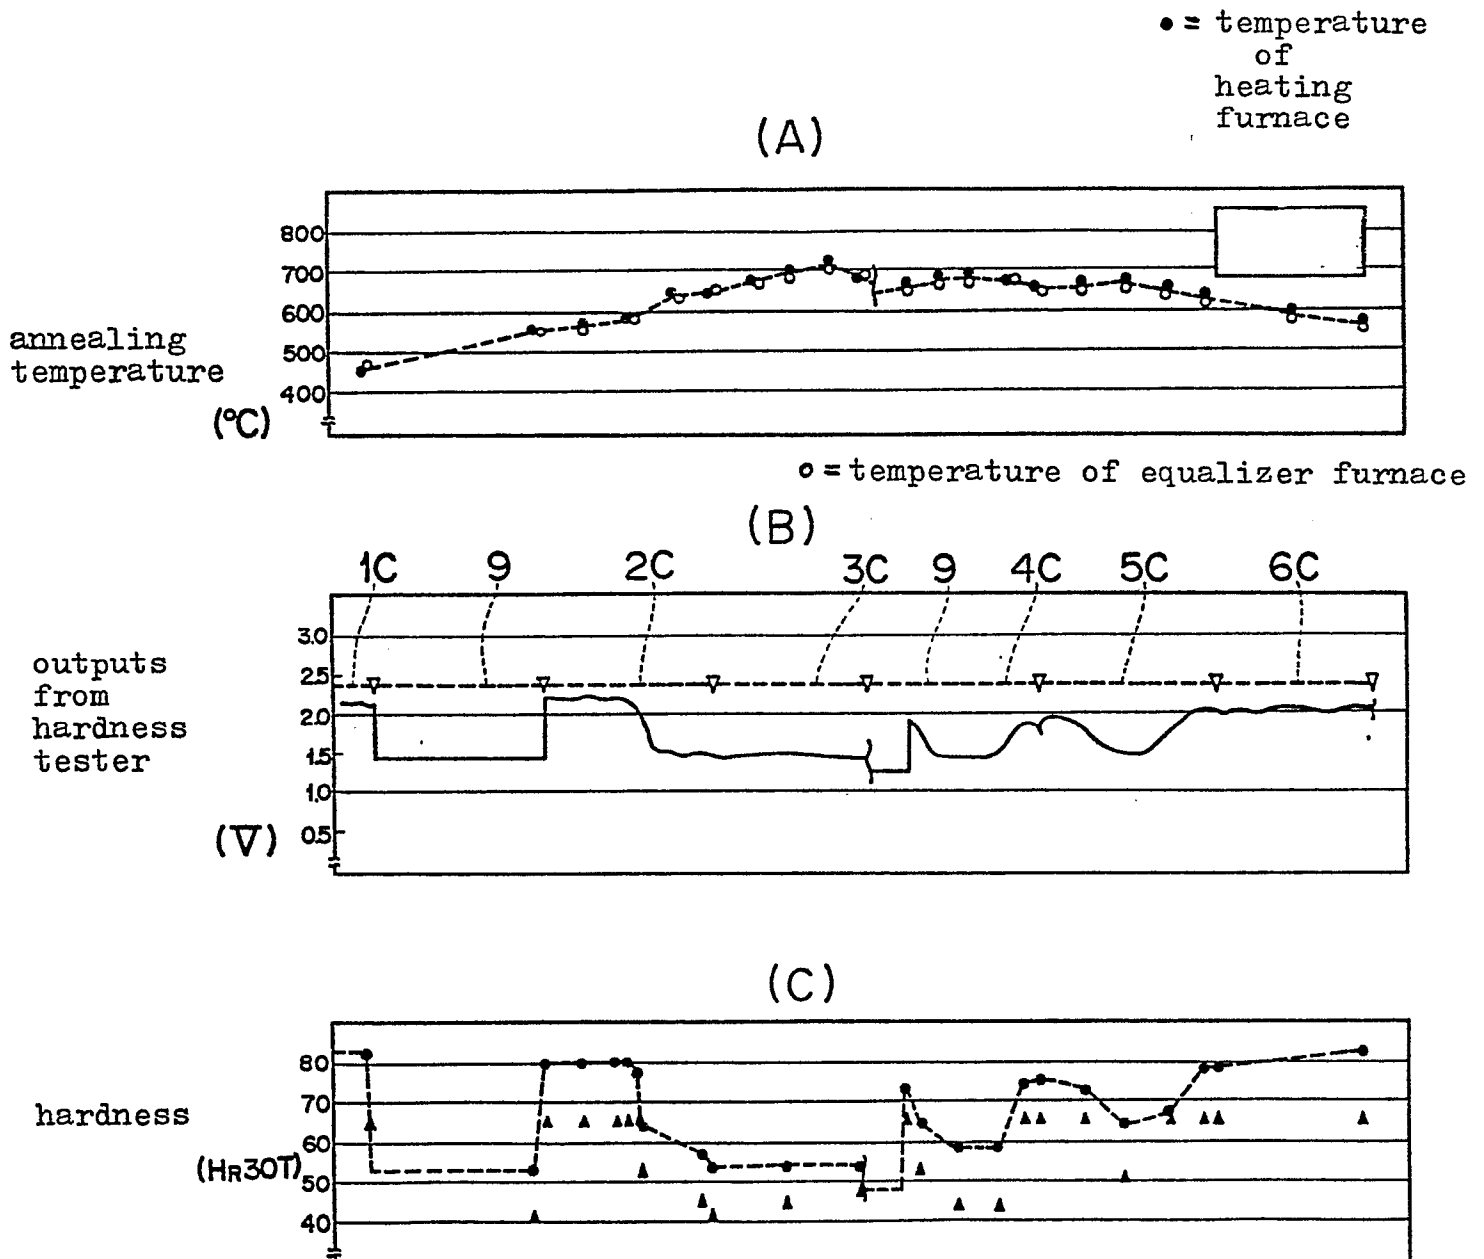 • = temperature
of
heating
furnace
(A)
800
700
600
500
400
annealing
temperature
(°C)
o = temperature of equalizer furnace
(B)
1C 9 2C 3C 9 4C 5C 6C
3.0
2.5
2.0
1.5
1.0
0.5
outputs
from
hardness
tester
(V)
(C)
80
70
60
50
40
hardness
(HR30T)